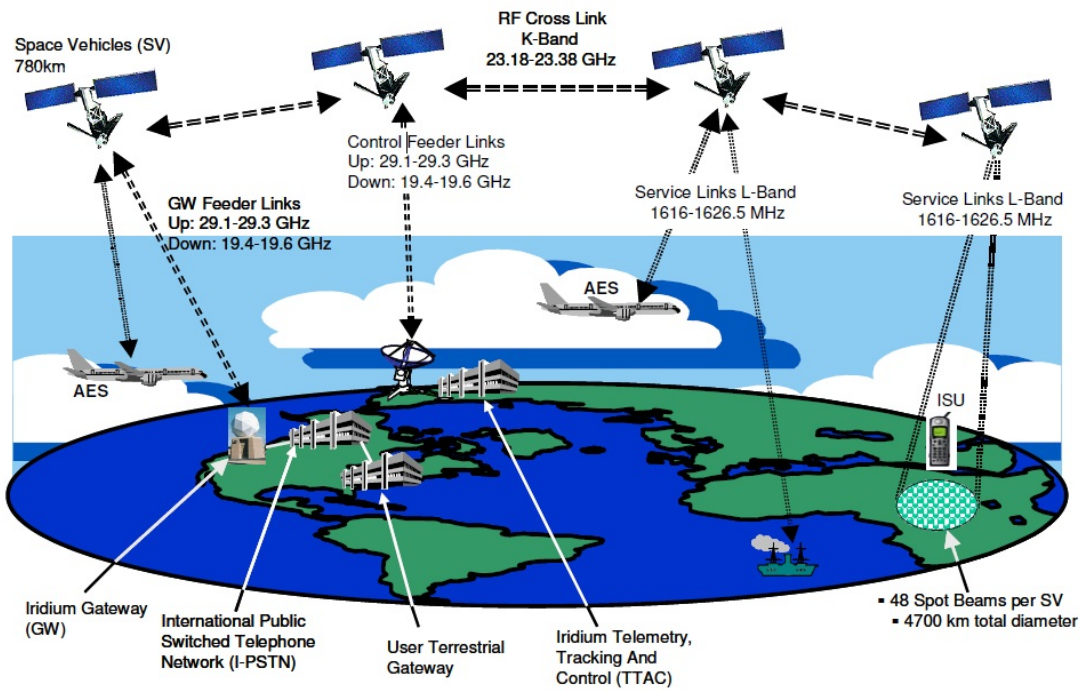 RF Cross Link
K-Band
23.18-23.38 GHz
Space Vehicles (SV)
780km
Control Feeder Links
Up: 29.1-29.3 GHz
Down: 19.4-19.6 GHz
GW Feeder Links
Up: 29.1-29.3 GHz
Down: 19.4-19.6 GHz
Service Links L-Band
1616-1626.5 MHz
Service Links L-Band
1616-1626.5 MHz
AES
AES
ISU
Iridium Gateway
(GW)
International Public
Switched Telephone
Network (I-PSTN)
User Terrestrial
Gateway
Iridium Telemetry,
Tracking And
Control (TTAC)
▪ 48 Spot Beams per SV
▪ 4700 km total diameter